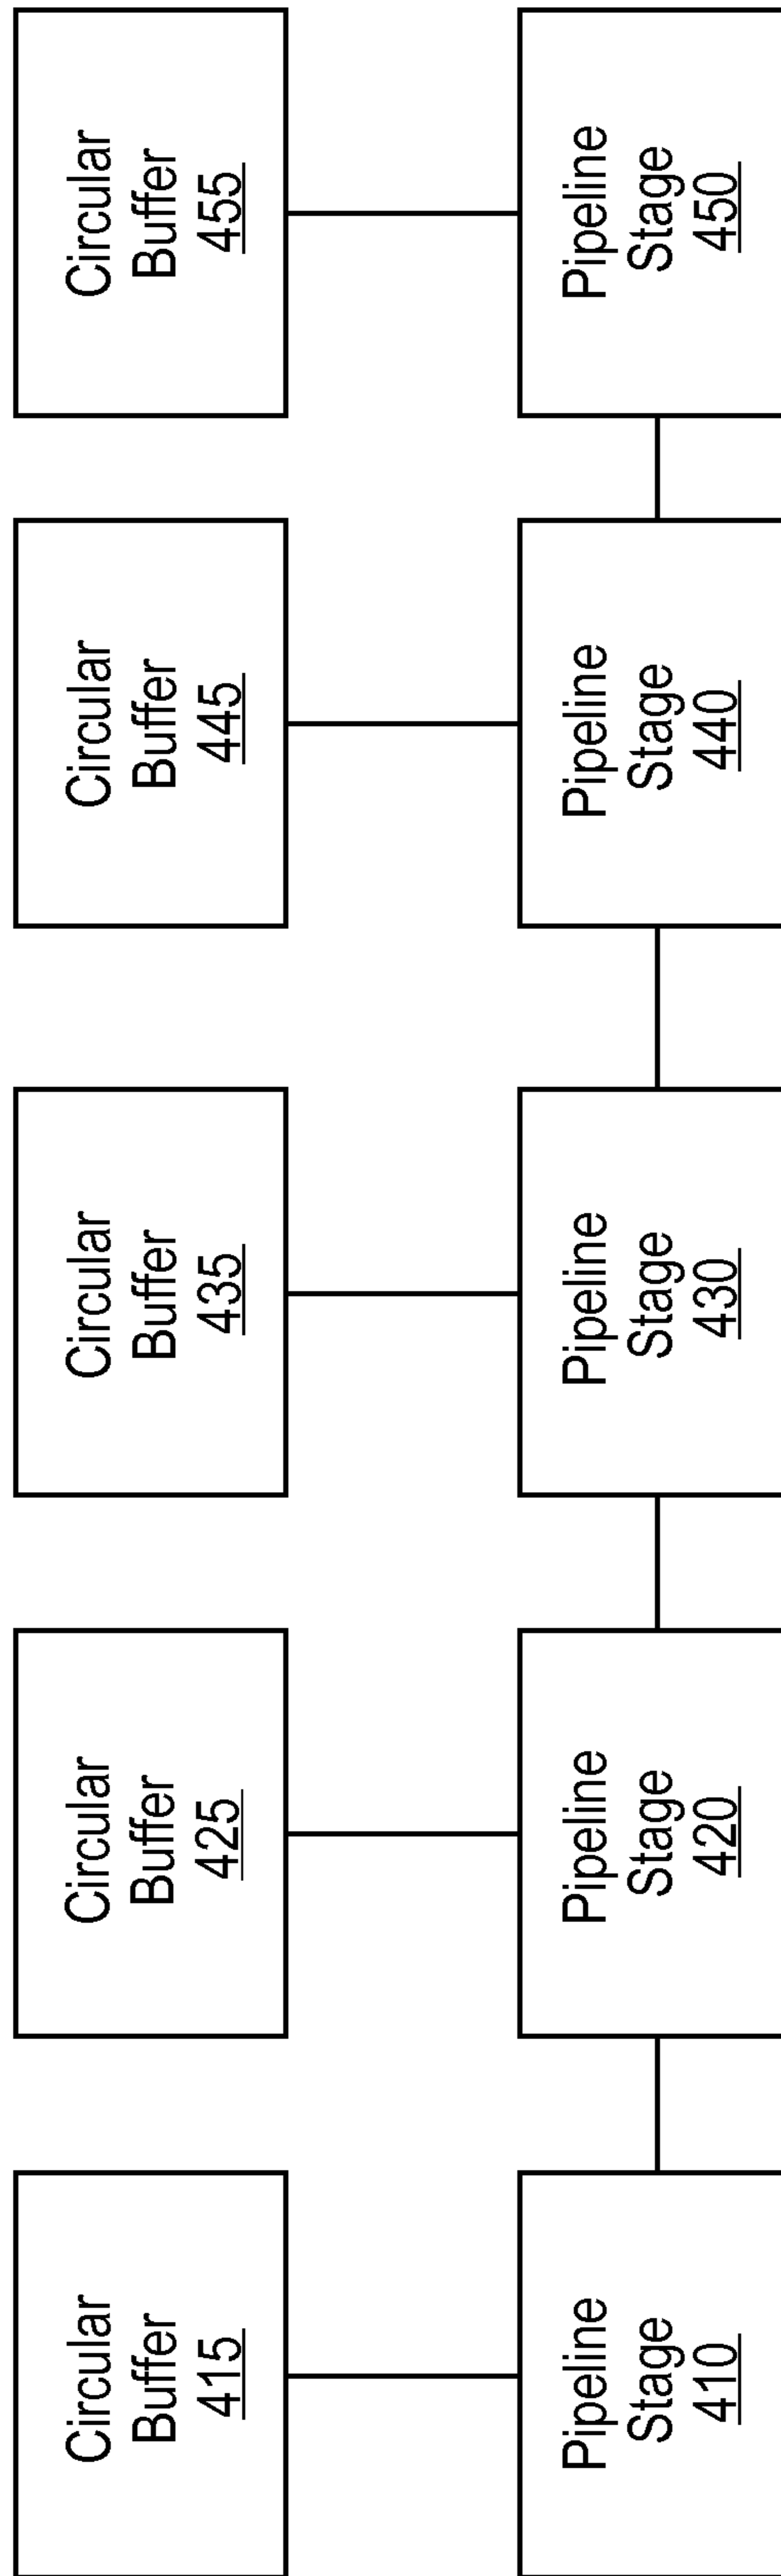 Circular
Buffer
415
Circular
Buffer
425
Circular
Buffer
435
Circular
Buffer
445
Circular
Buffer
455
Pipeline
Stage
410
Pipeline
Stage
420
Pipeline
Stage
430
Pipeline
Stage
440
Pipeline
Stage
450